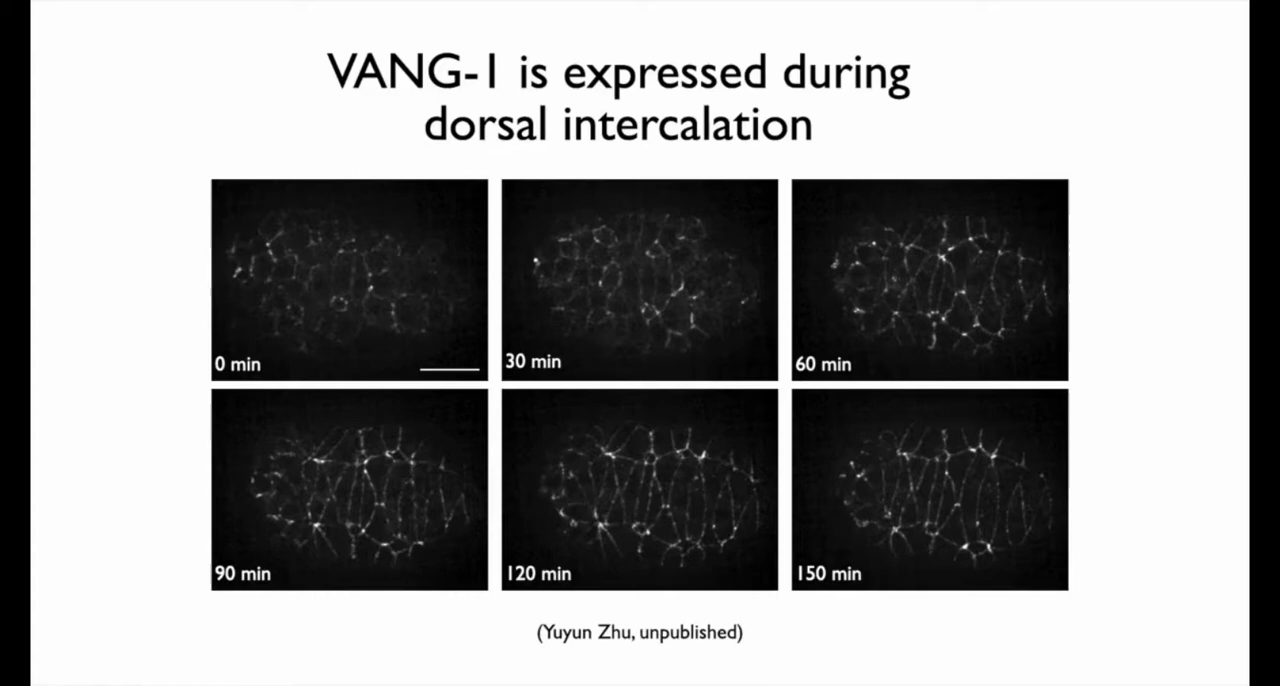 VANG-1 is expressed during
dorsal intercalation
0 min
30 min
60 min
90 min
120 min
150 min
(Yuyun Zhu, unpublished)